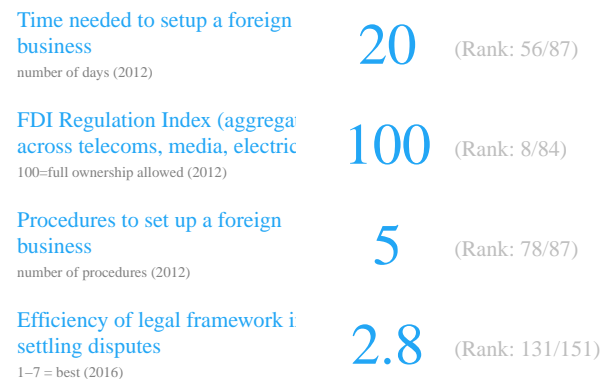 Time needed to setup a foreign
business
number of days (2012)
20
(Rank: 56/87)
FDI Regulation Index
across telecoms, media,
100=full ownership allowed (2012)
100
(Rank: 8/84)
Procedures to set up a foreign
business
number of procedures (2012)
5
(Rank: 78/87)
Efficiency of legal framework
settling disputes
1–7 = best (2016)
2.8
(Rank: 131/151)